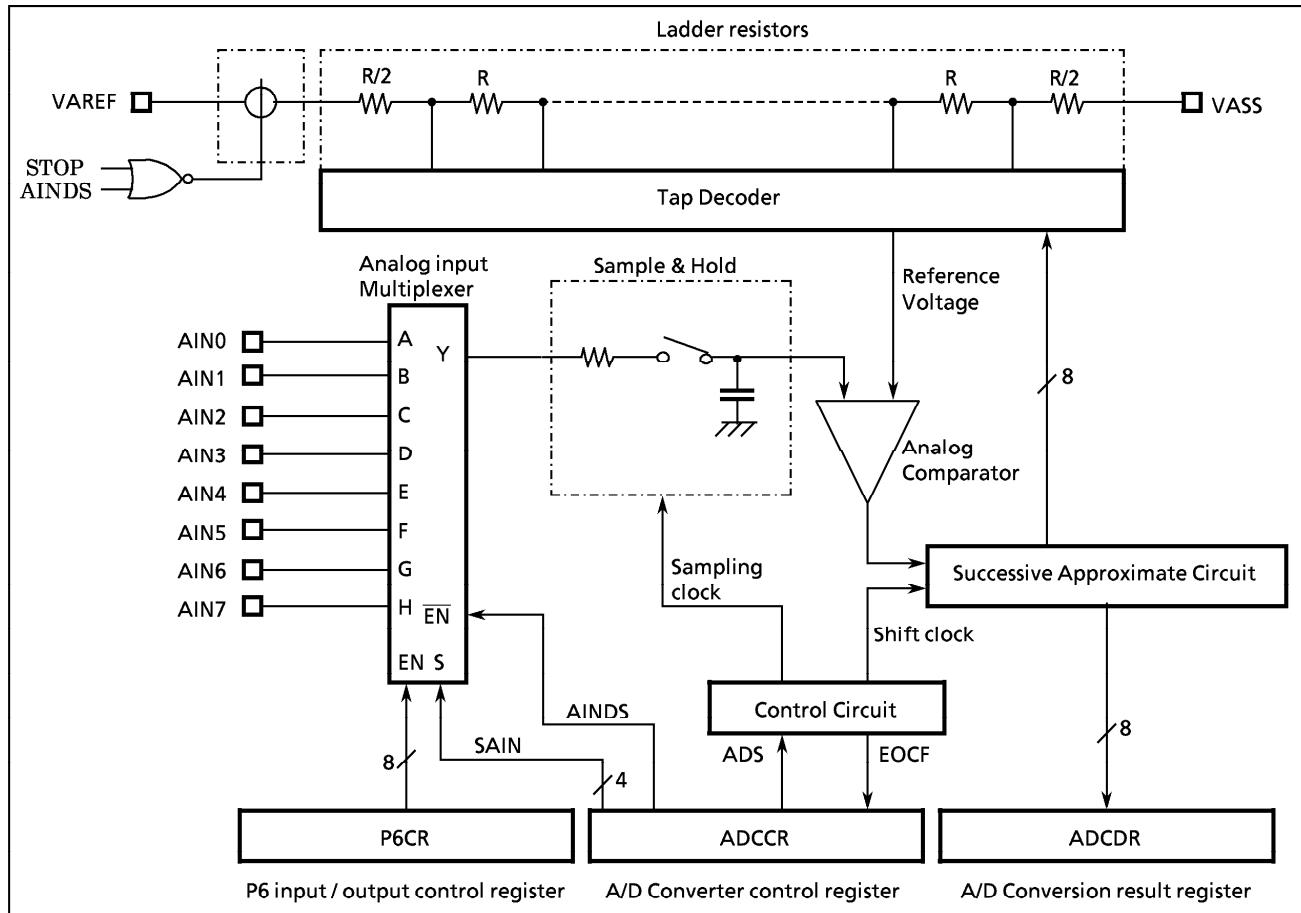 Ladder resistors
R/2
R
R
R/2
VAREF
VASS
STOP
AINDS
Tap Decoder
Analog input
Multiplexer
Sample & Hold
Reference
Voltage
AIN0
A
Y
AIN1
B
8
AIN2
C
AIN3
D
Analog
Comparator
AIN4
E
AIN5
F
AIN6
G
Sampling
clock
Successive Approximate Circuit
AIN7
H
EN
Shift clock
EN S
AINDS
Control Circuit
SAIN
ADS
EOCF
8
8
4
P6CR
ADCCR
ADCDR
P6 input / output control register
A/D Converter control register
A/D Conversion result register